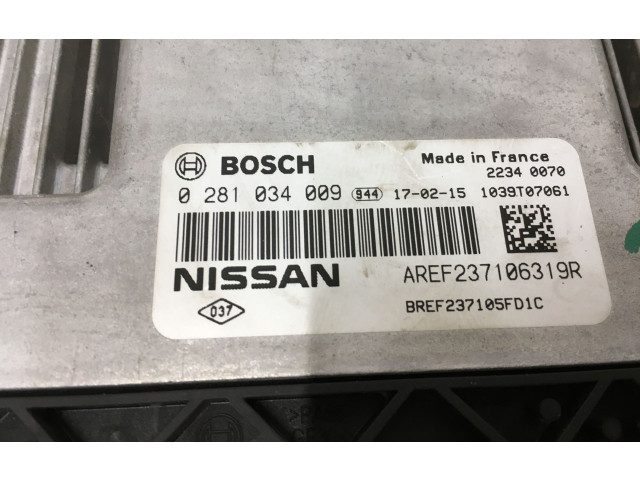 BOSCH
Made in France
2234 0070
0 281 034 009 944 17-02-15 1039T07061
NISSAN
AREF237106319R
037
BREF237105FD1C